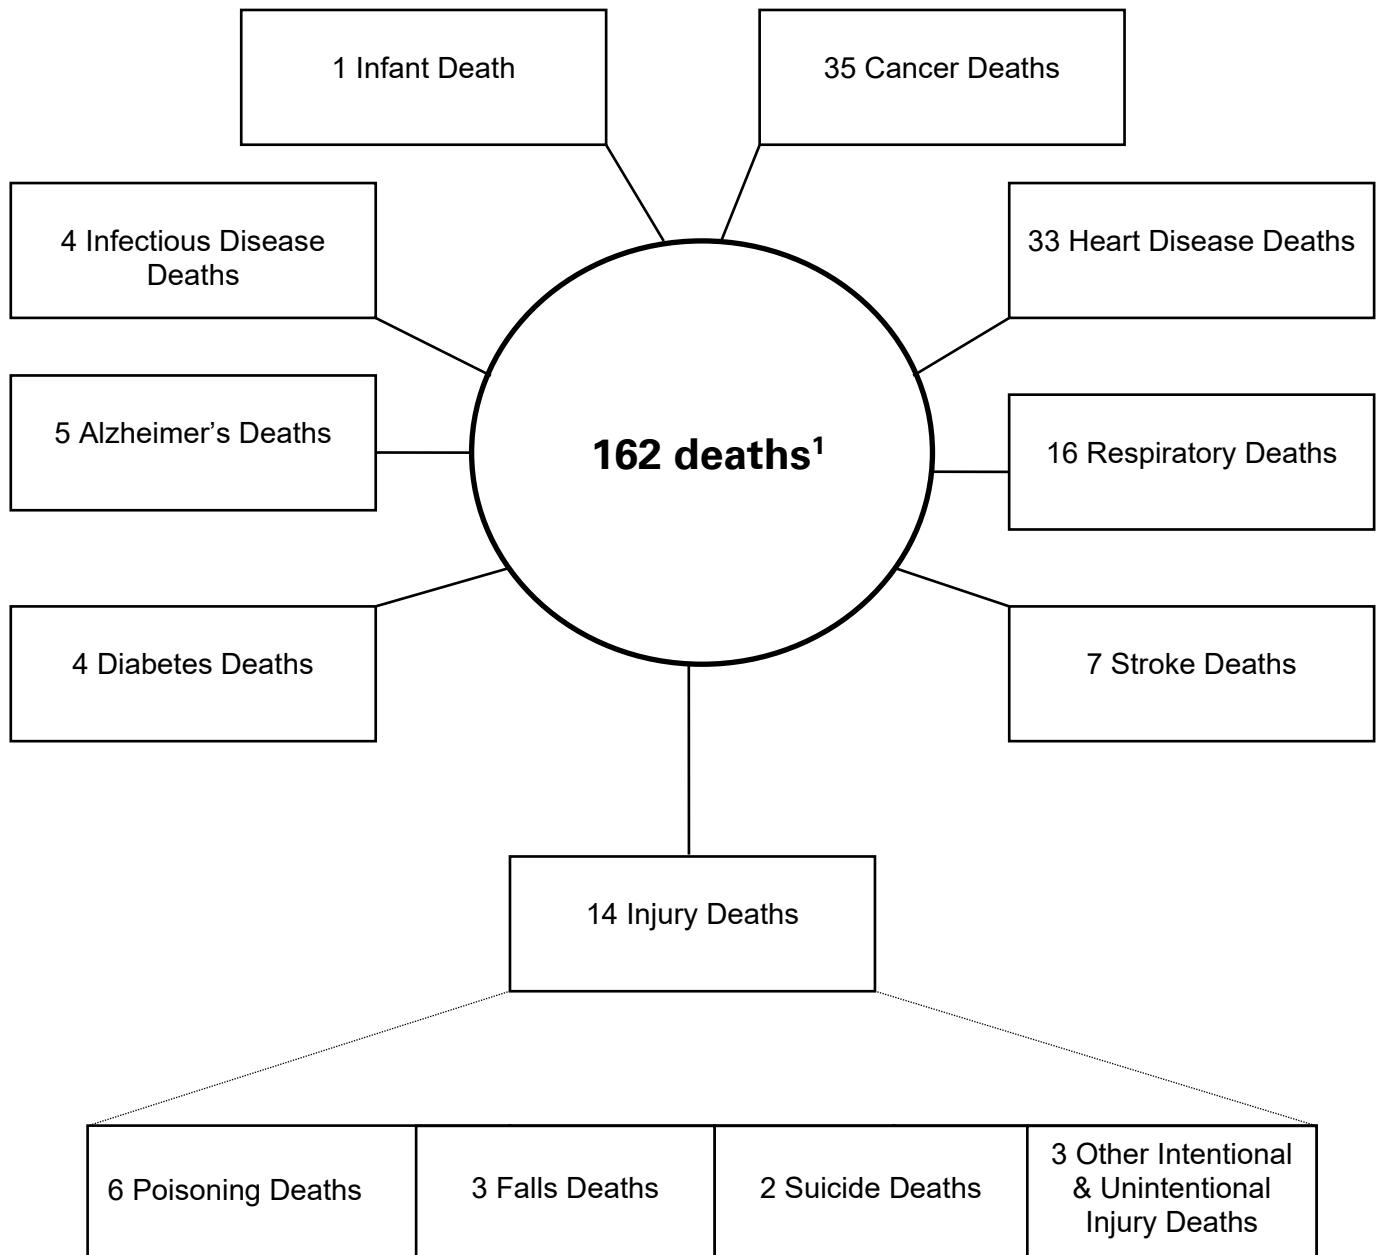 1 Infant Death
35 Cancer Deaths
4 Infectious Disease
Deaths
33 Heart Disease Deaths
5 Alzheimer’s Deaths
162 deaths¹
16 Respiratory Deaths
4 Diabetes Deaths
7 Stroke Deaths
14 Injury Deaths
6 Poisoning Deaths
3 Falls Deaths
2 Suicide Deaths
3 Other Intentional
& Unintentional
Injury Deaths